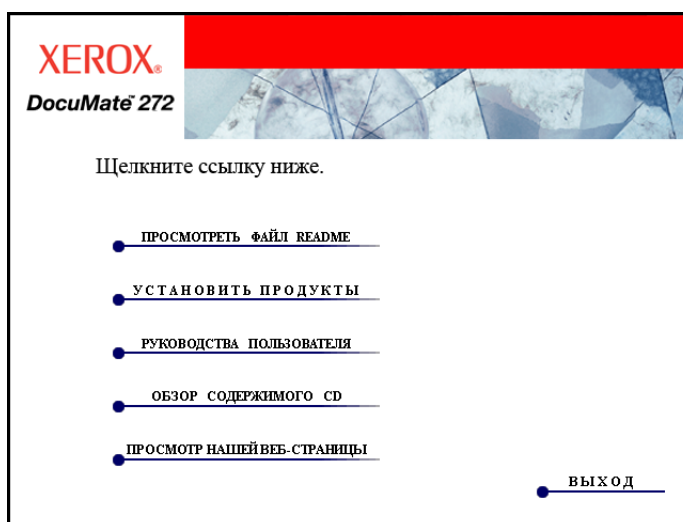 XEROX®
DocuMate™ 272
Щелкните ссылку ниже.
ПРОСМОТРЕТЬ ФАЙЛ README
УСТАНОВИТЬ ПРОДУКТЫ
РУКОВОДСТВА ПОЛЬЗОВАТЕЛЯ
ОБЗОР СОДЕРЖИМОГО CD
ПРОСМОТР НАШЕЙ ВЕБ-СТРАНИЦЫ
ВЫХОД